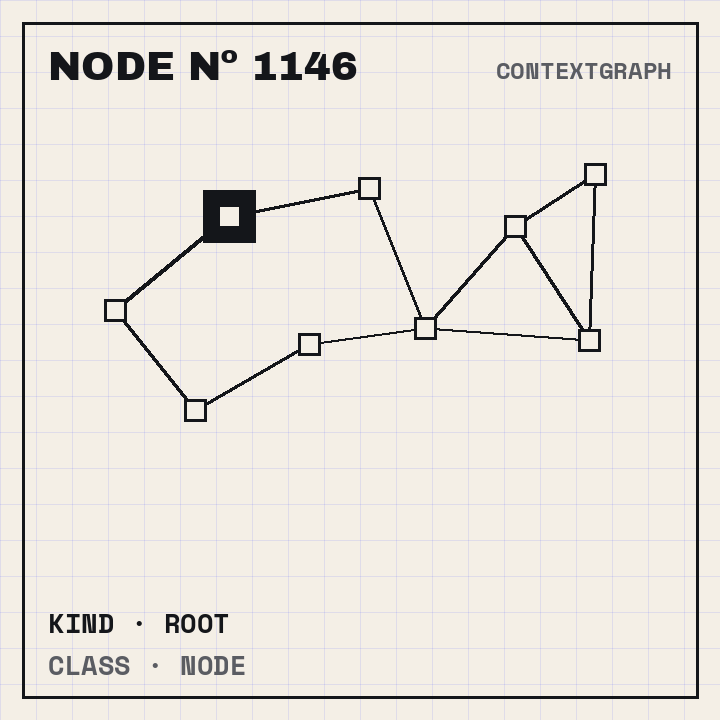 NODE Nº 1146
CONTEXTGRAPH
KIND · ROOT
CLASS · NODE